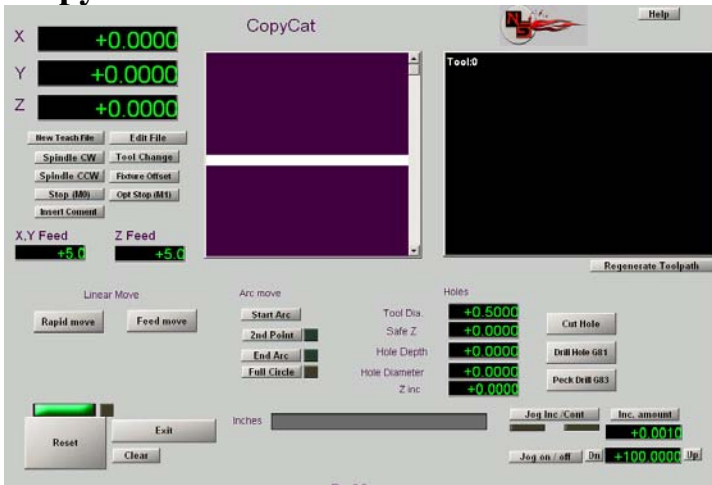 CopyCat
Help
X +0.0000
Y +0.0000
Z +0.0000
Tool:0
New Teach File Edit File
Spindle CW Tool Change
Spindle CCW Fixture Offset
Stop (M0) Opt Stop (M1)
Insert Coment
X,Y Feed Z Feed
+5.0 +5.0
Regenerate Toolpath
Linear Move
Rapid move Feed move
Arc move
Start Arc
2nd Point
End Arc
Full Circle
Holes
Tool Dia. +0.5000
Safe Z +0.0000
Hole Depth +0.0000
Hole Diameter +0.0000
Z inc +0.0000
Cut Hole
Drill Hole G81
Peck Drill G83
Reset
Exit
Clear
Inches
Jog Inc /Cont Inc. amount
+0.0010
Jog on / off Dn +100.0000 Up